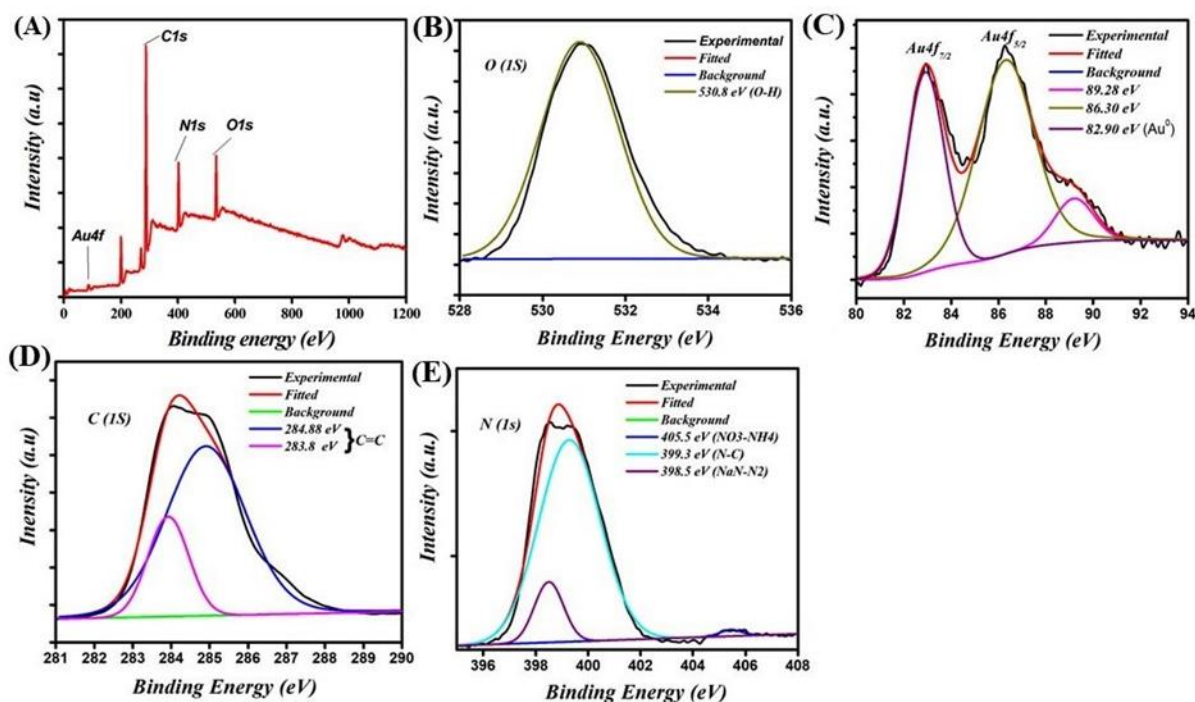 (A)
C1s
N1s
O1s
Au4f
Intensity (a.u)
0 200 400 600 800 1000 1200
Binding energy (eV)
(B)
O (1S)
Experimental
Fitted
Background
530.8 eV (O-H)
Intensity (a.u.)
528 530 532 534 536
Binding Energy (eV)
(C)
Au4f7/2
Au4f5/2
Experimental
Fitted
Background
89.28 eV
86.30 eV
82.90 eV (Au0)
Intensity (a.u.)
80 82 84 86 88 90 92 94
Binding Energy (eV)
(D)
C (1S)
Experimental
Fitted
Background
284.88 eV
283.8 eV
}C=C
Inensity (a.u)
281 282 283 284 285 286 287 288 289 290
Binding Energy (eV)
(E)
N (1s)
Experimental
Fitted
Background
405.5 eV (NO3-NH4)
399.3 eV (N-C)
398.5 eV (NaN-N2)
Intensity (a.u.)
396 398 400 402 404 406 408
Binding Energy (eV)